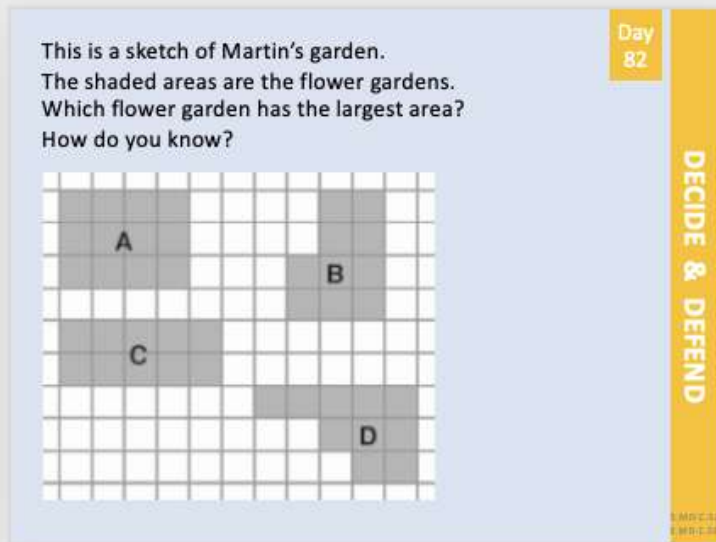 This is a sketch of Martin's garden.
The shaded areas are the flower gardens.
Which flower garden has the largest area?
How do you know?
Day
82
DECIDE & DEFEND
A
B
C
D